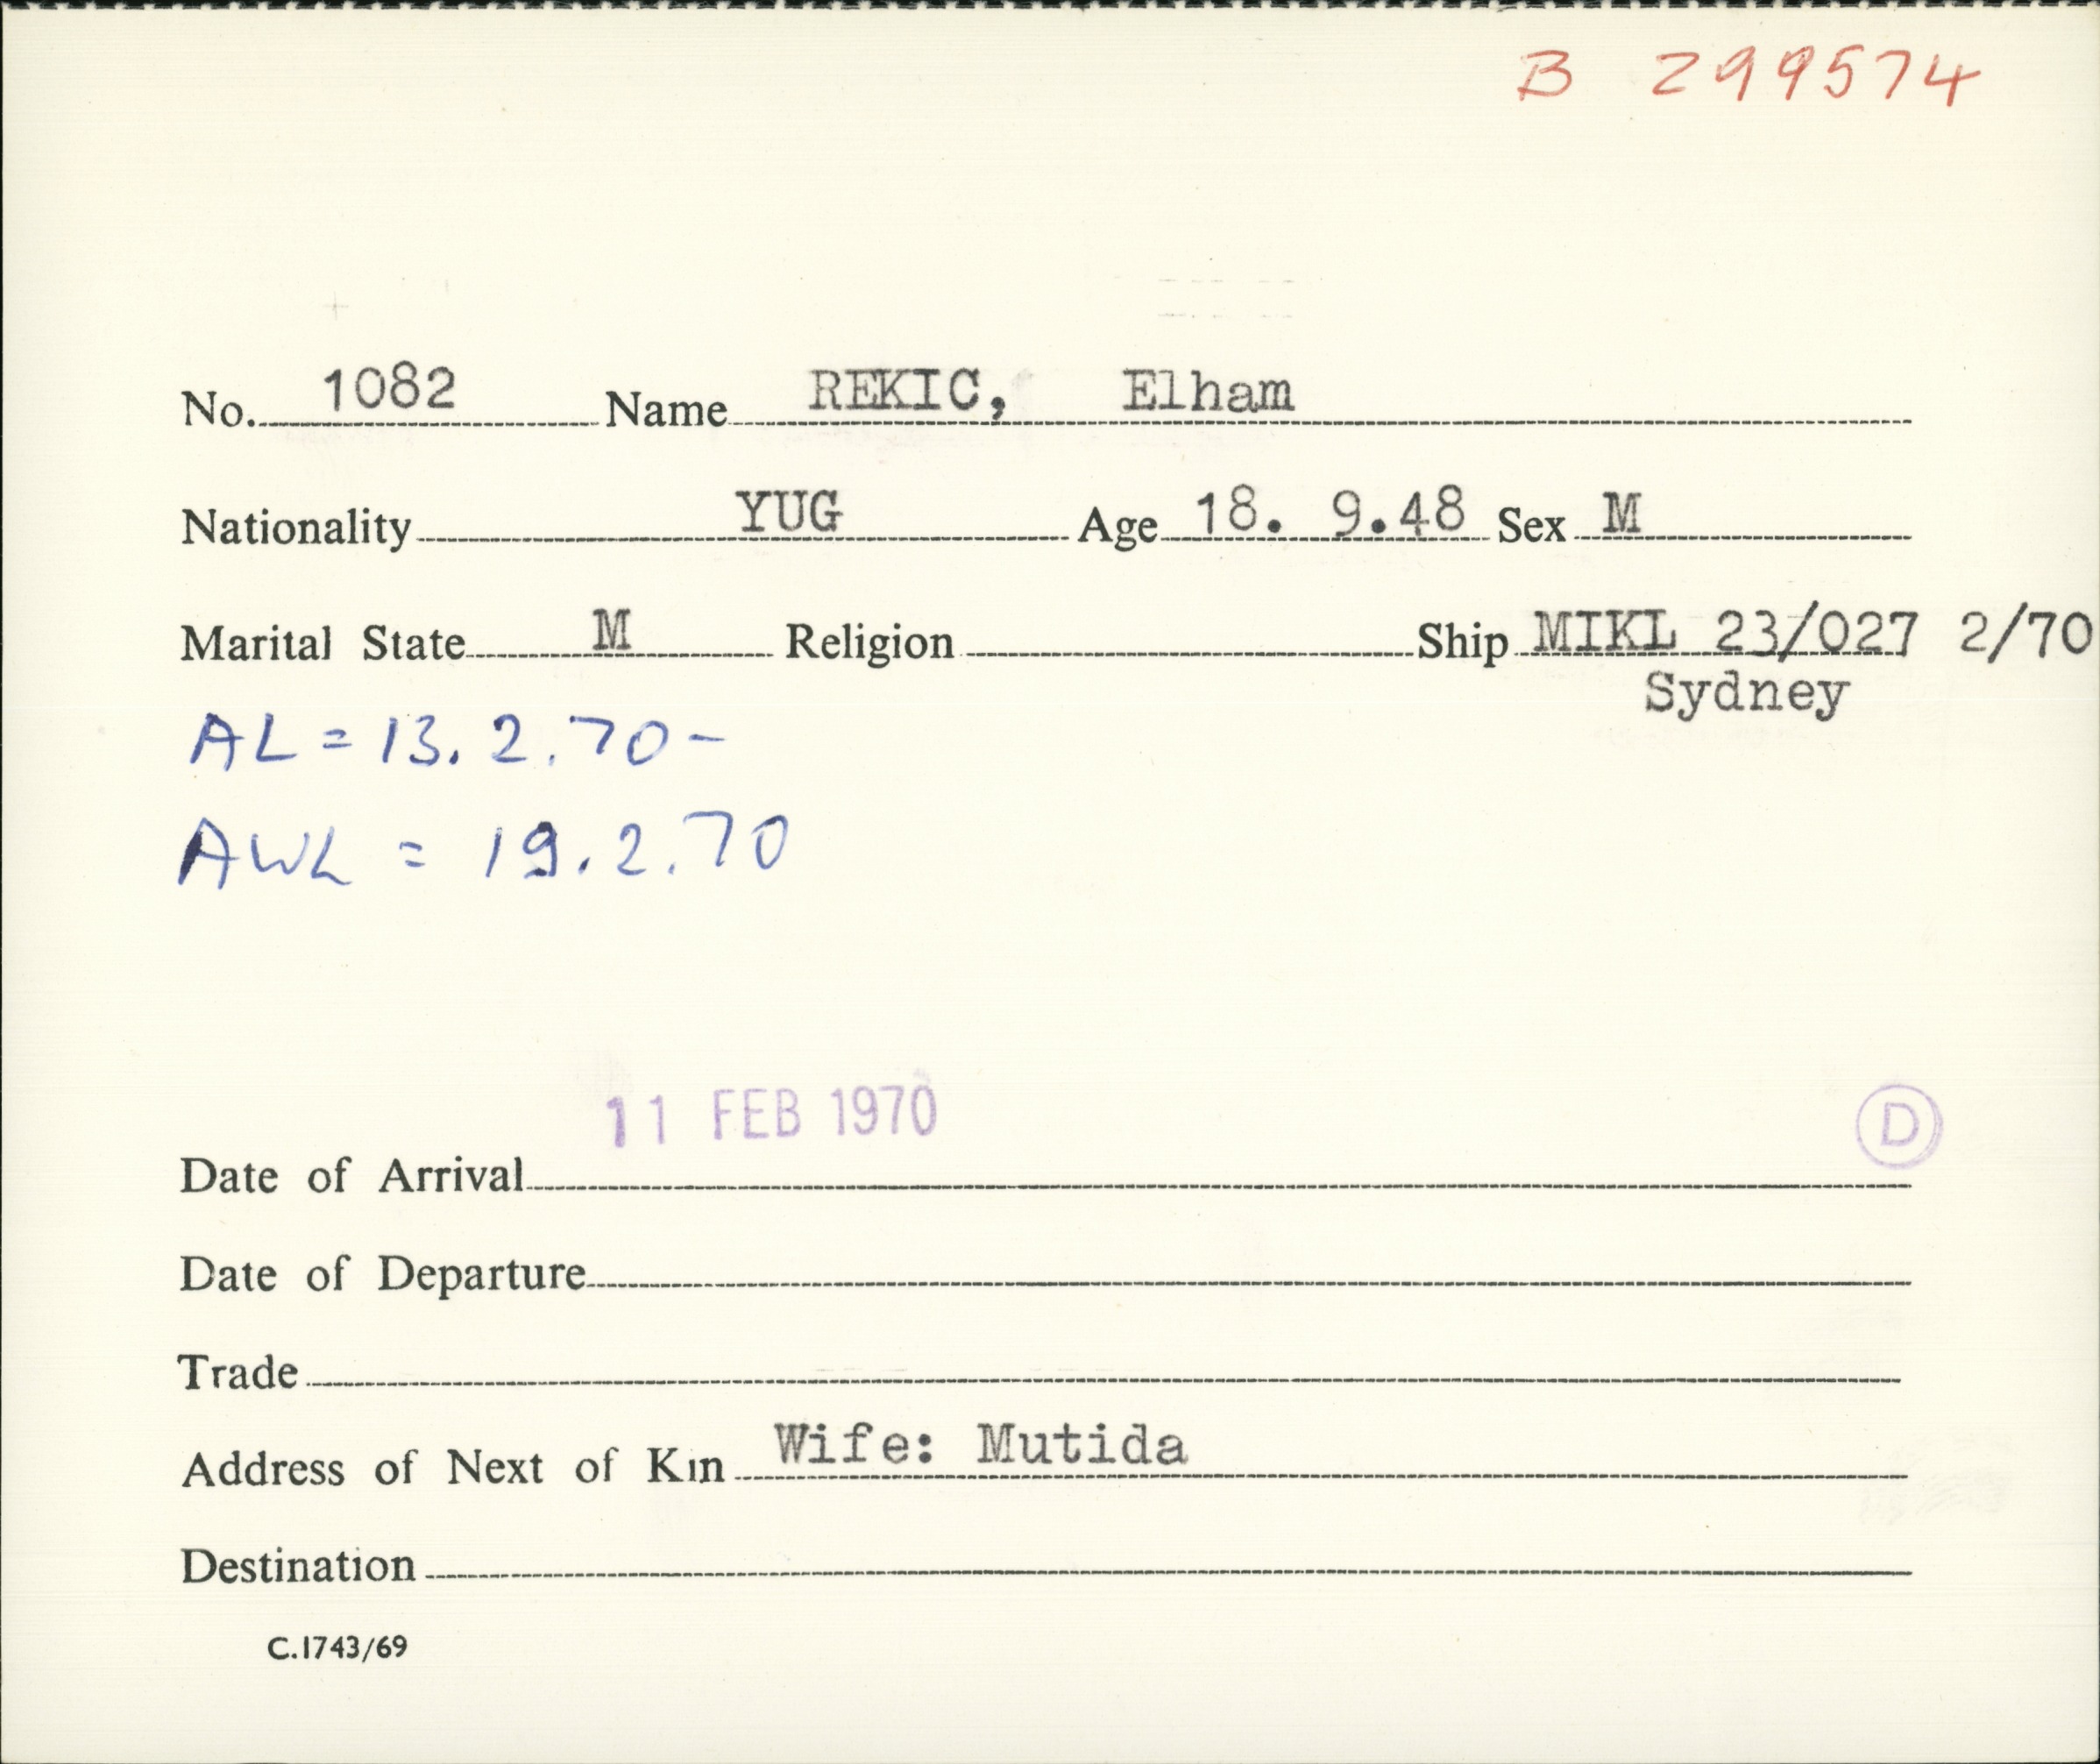 B 299574
No. 1082 Name REKIC, Elham
Nationality YUG Age 18. 9.48 Sex M
Marital State M Religion Ship MIKL 23/027 2/70
Sydney
AL = 13.2.70-
AWL = 19.2.70
11 FEB 1970
D
Date of Arrival
Date of Departure
Trade
Address of Next of Kin Wife: Mutida
Destination
C.1743/69